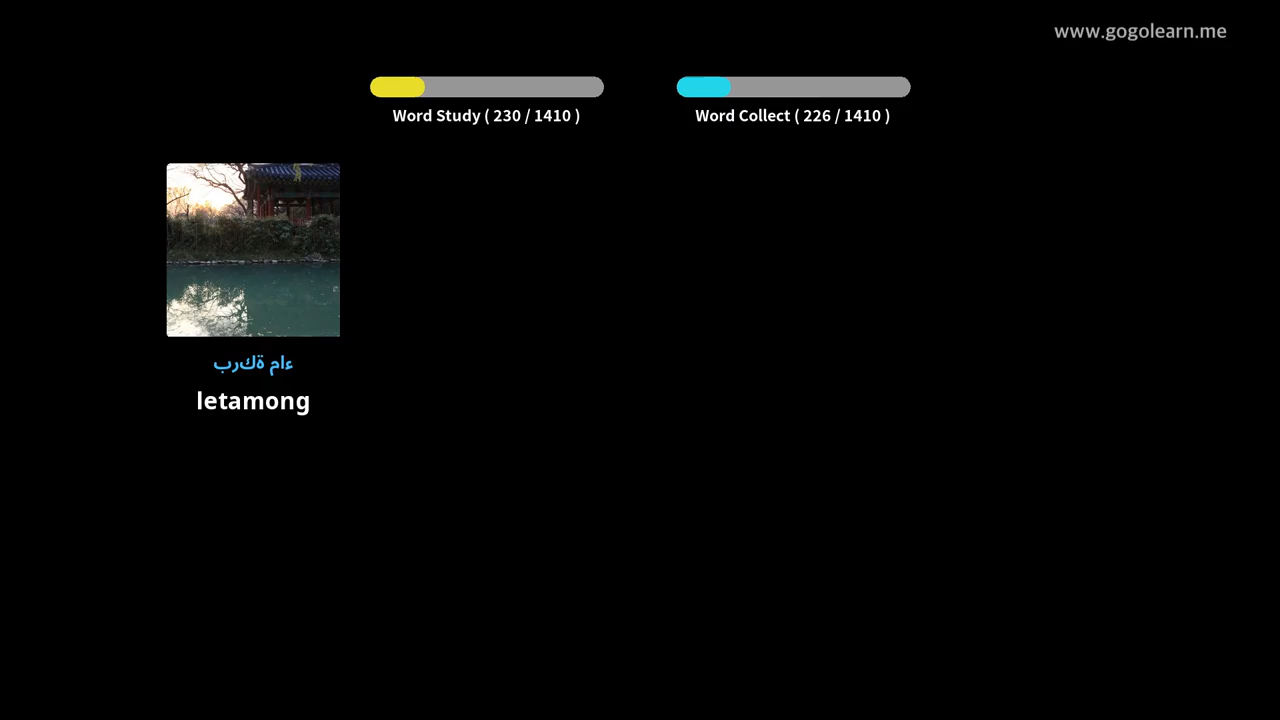 www.gogolearn.me
Word Study ( 230 / 1410 )
Word Collect ( 226 / 1410 )
ءام ةكرب
letamong